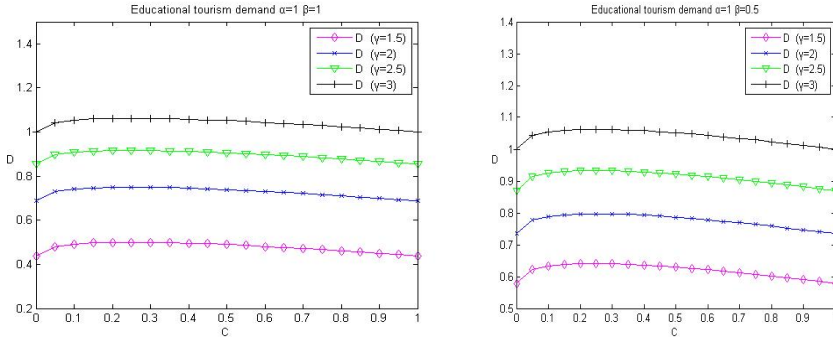 Educational tourism demand α=1 β=1
D (γ=1.5)
D (γ=2)
D (γ=2.5)
D (γ=3)
1.4
1.2
1
0.8
0.6
0.4
0.2
D
0 0.1 0.2 0.3 0.4 0.5 0.6 0.7 0.8 0.9 1
C
Educational tourism demand α=1 β=0.5
D (γ=1.5)
D (γ=2)
D (γ=2.5)
D (γ=3)
1.4
1.3
1.2
1.1
1
0.9
0.8
0.7
0.6
0.5
D
0 0.1 0.2 0.3 0.4 0.5 0.6 0.7 0.8 0.9
C